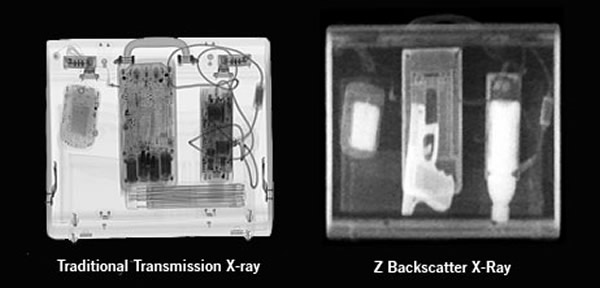 Traditional Transmission X-ray
Z Backscatter X-Ray